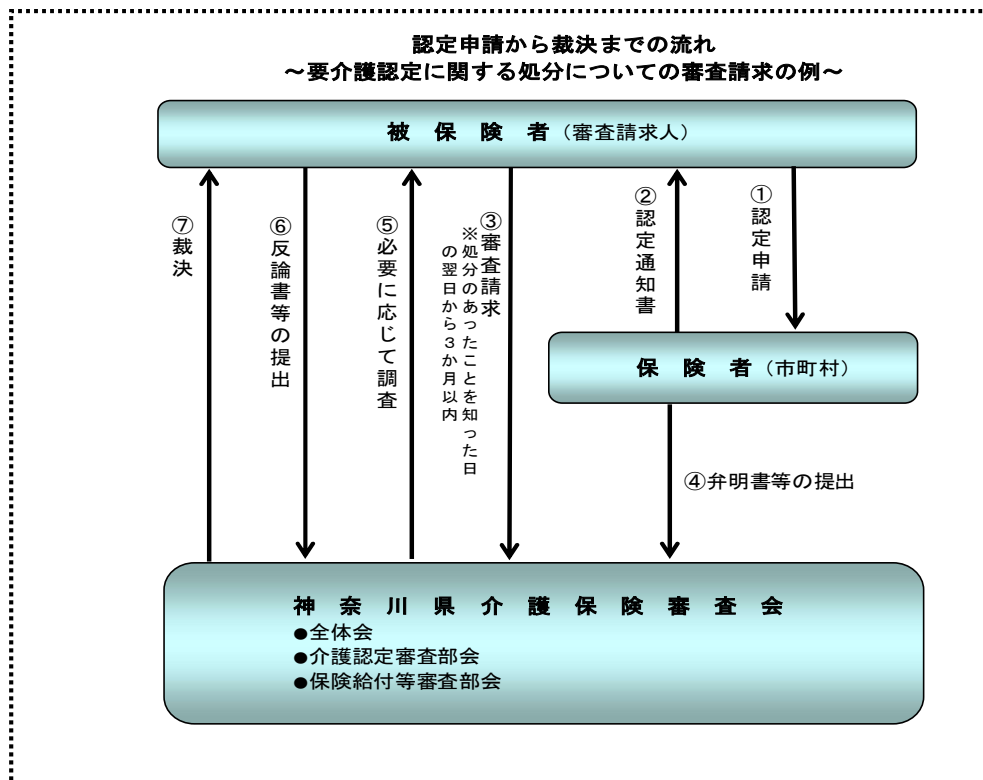 認定申請から裁決までの流れ
～要介護認定に関する処分についての審査請求の例～
被保険者（審査請求人）
①認定申請
②認定通知書
③審査請求
※処分のあったことを知った日
の翌日から３か月以内
⑤必要に応じて調査
⑥反論書等の提出
⑦裁決
保険者（市町村）
④弁明書等の提出
神奈川県介護保険審査会
●全体会
●介護認定審査部会
●保険給付等審査部会